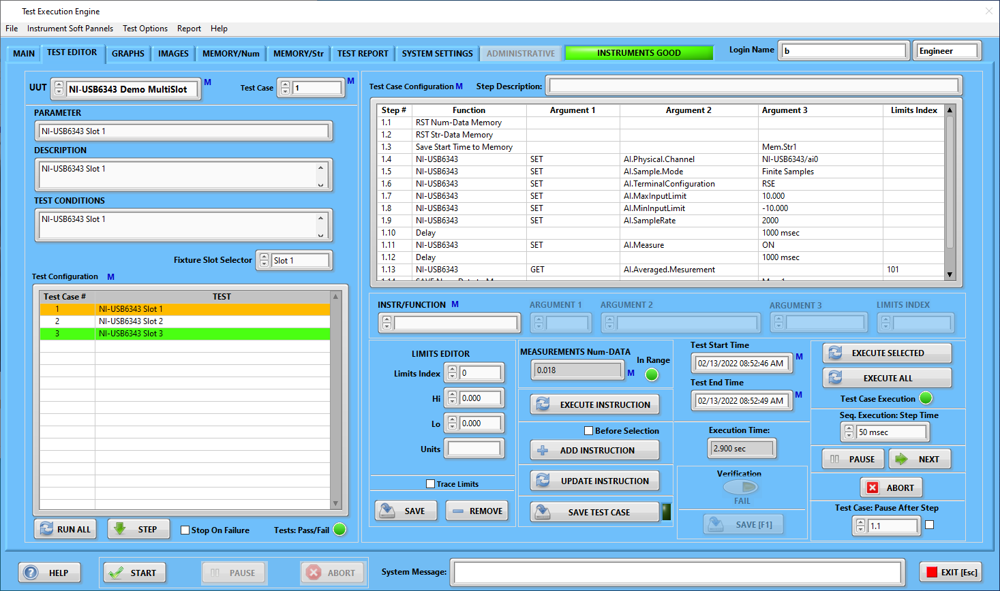 Test Execution Engine
File Instrument Soft Pannels Test Options Report Help
MAIN TEST EDITOR GRAPHS IMAGES MEMORY/Num MEMORY/Str TEST REPORT SYSTEM SETTINGS ADMINISTRATIVE INSTRUMENTS GOOD Login Name b Engineer
UUT NI-USB6343 Demo MultiSlot M Test Case 1 M
PARAMETER
NI-USB6343 Slot 1
DESCRIPTION
NI-USB6343 Slot 1
TEST CONDITIONS
NI-USB6343 Slot 1
Fixture Slot Selector Slot 1
Test Configuration M
Test Case # TEST
1 NI-USB6343 Slot 1
2 NI-USB6343 Slot 2
3 NI-USB6343 Slot 3
RUN ALL STEP Stop On Failure Tests: Pass/Fail
Test Case Configuration M Step Description:
Step # Function Argument 1 Argument 2 Argument 3 Limits Index
1.1 RST Num-Data Memory
1.2 RST Str-Data Memory
1.3 Save Start Time to Memory Mem.Str1
1.4 NI-USB6343 SET AI.Physical.Channel NI-USB6343/ai0
1.5 NI-USB6343 SET AI.Sample.Mode Finite Samples
1.6 NI-USB6343 SET AI.TerminalConfiguration RSE
1.7 NI-USB6343 SET AI.MaxInputLimit 10.000
1.8 NI-USB6343 SET AI.MinInputLimit -10.000
1.9 NI-USB6343 SET AI.SampleRate 2000
1.10 Delay 1000 msec
1.11 NI-USB6343 SET AI.Measure ON
1.12 Delay 1000 msec
1.13 NI-USB6343 GET AI.Averaged.Mesurement 101
INSTR/FUNCTION M ARGUMENT 1 ARGUMENT 2 ARGUMENT 3 LIMITS INDEX
LIMITS EDITOR
Limits Index 0
Hi 0.000
Lo 0.000
Units
Trace Limits
SAVE REMOVE
MEASUREMENTS Num-DATA
0.018 M
In Range
EXECUTE INSTRUCTION
Before Selection
ADD INSTRUCTION
UPDATE INSTRUCTION
SAVE TEST CASE
Test Start Time
02/13/2022 08:52:46 AM M
Test End Time
02/13/2022 08:52:49 AM M
Execution Time:
2.900 sec
Verification
FAIL
SAVE [F1]
EXECUTE SELECTED
EXECUTE ALL
Test Case Execution
Seq. Execution: Step Time
50 msec
PAUSE NEXT
ABORT
Test Case: Pause After Step
1.1
HELP START PAUSE ABORT System Message: EXIT [Esc]